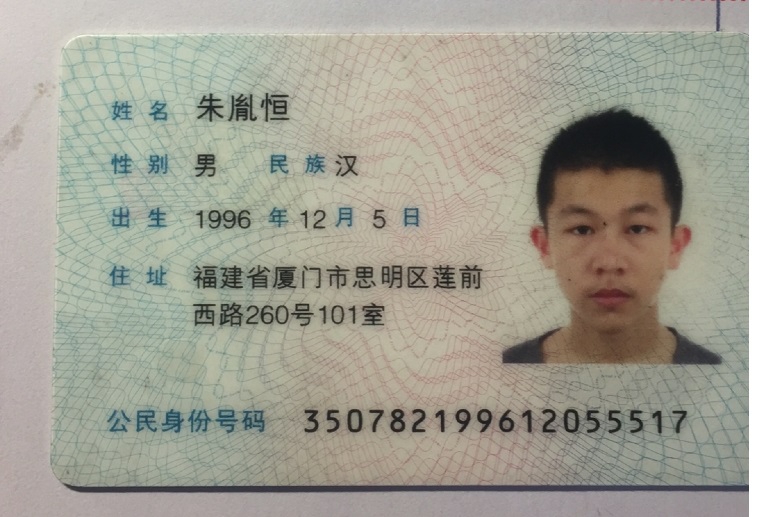 姓名 朱胤恒
性别 男 民族 汉
出生 1996 年 12 月 5 日
住址 福建省厦门市思明区莲前
西路260号101室
公民身份号码 350782199612055517